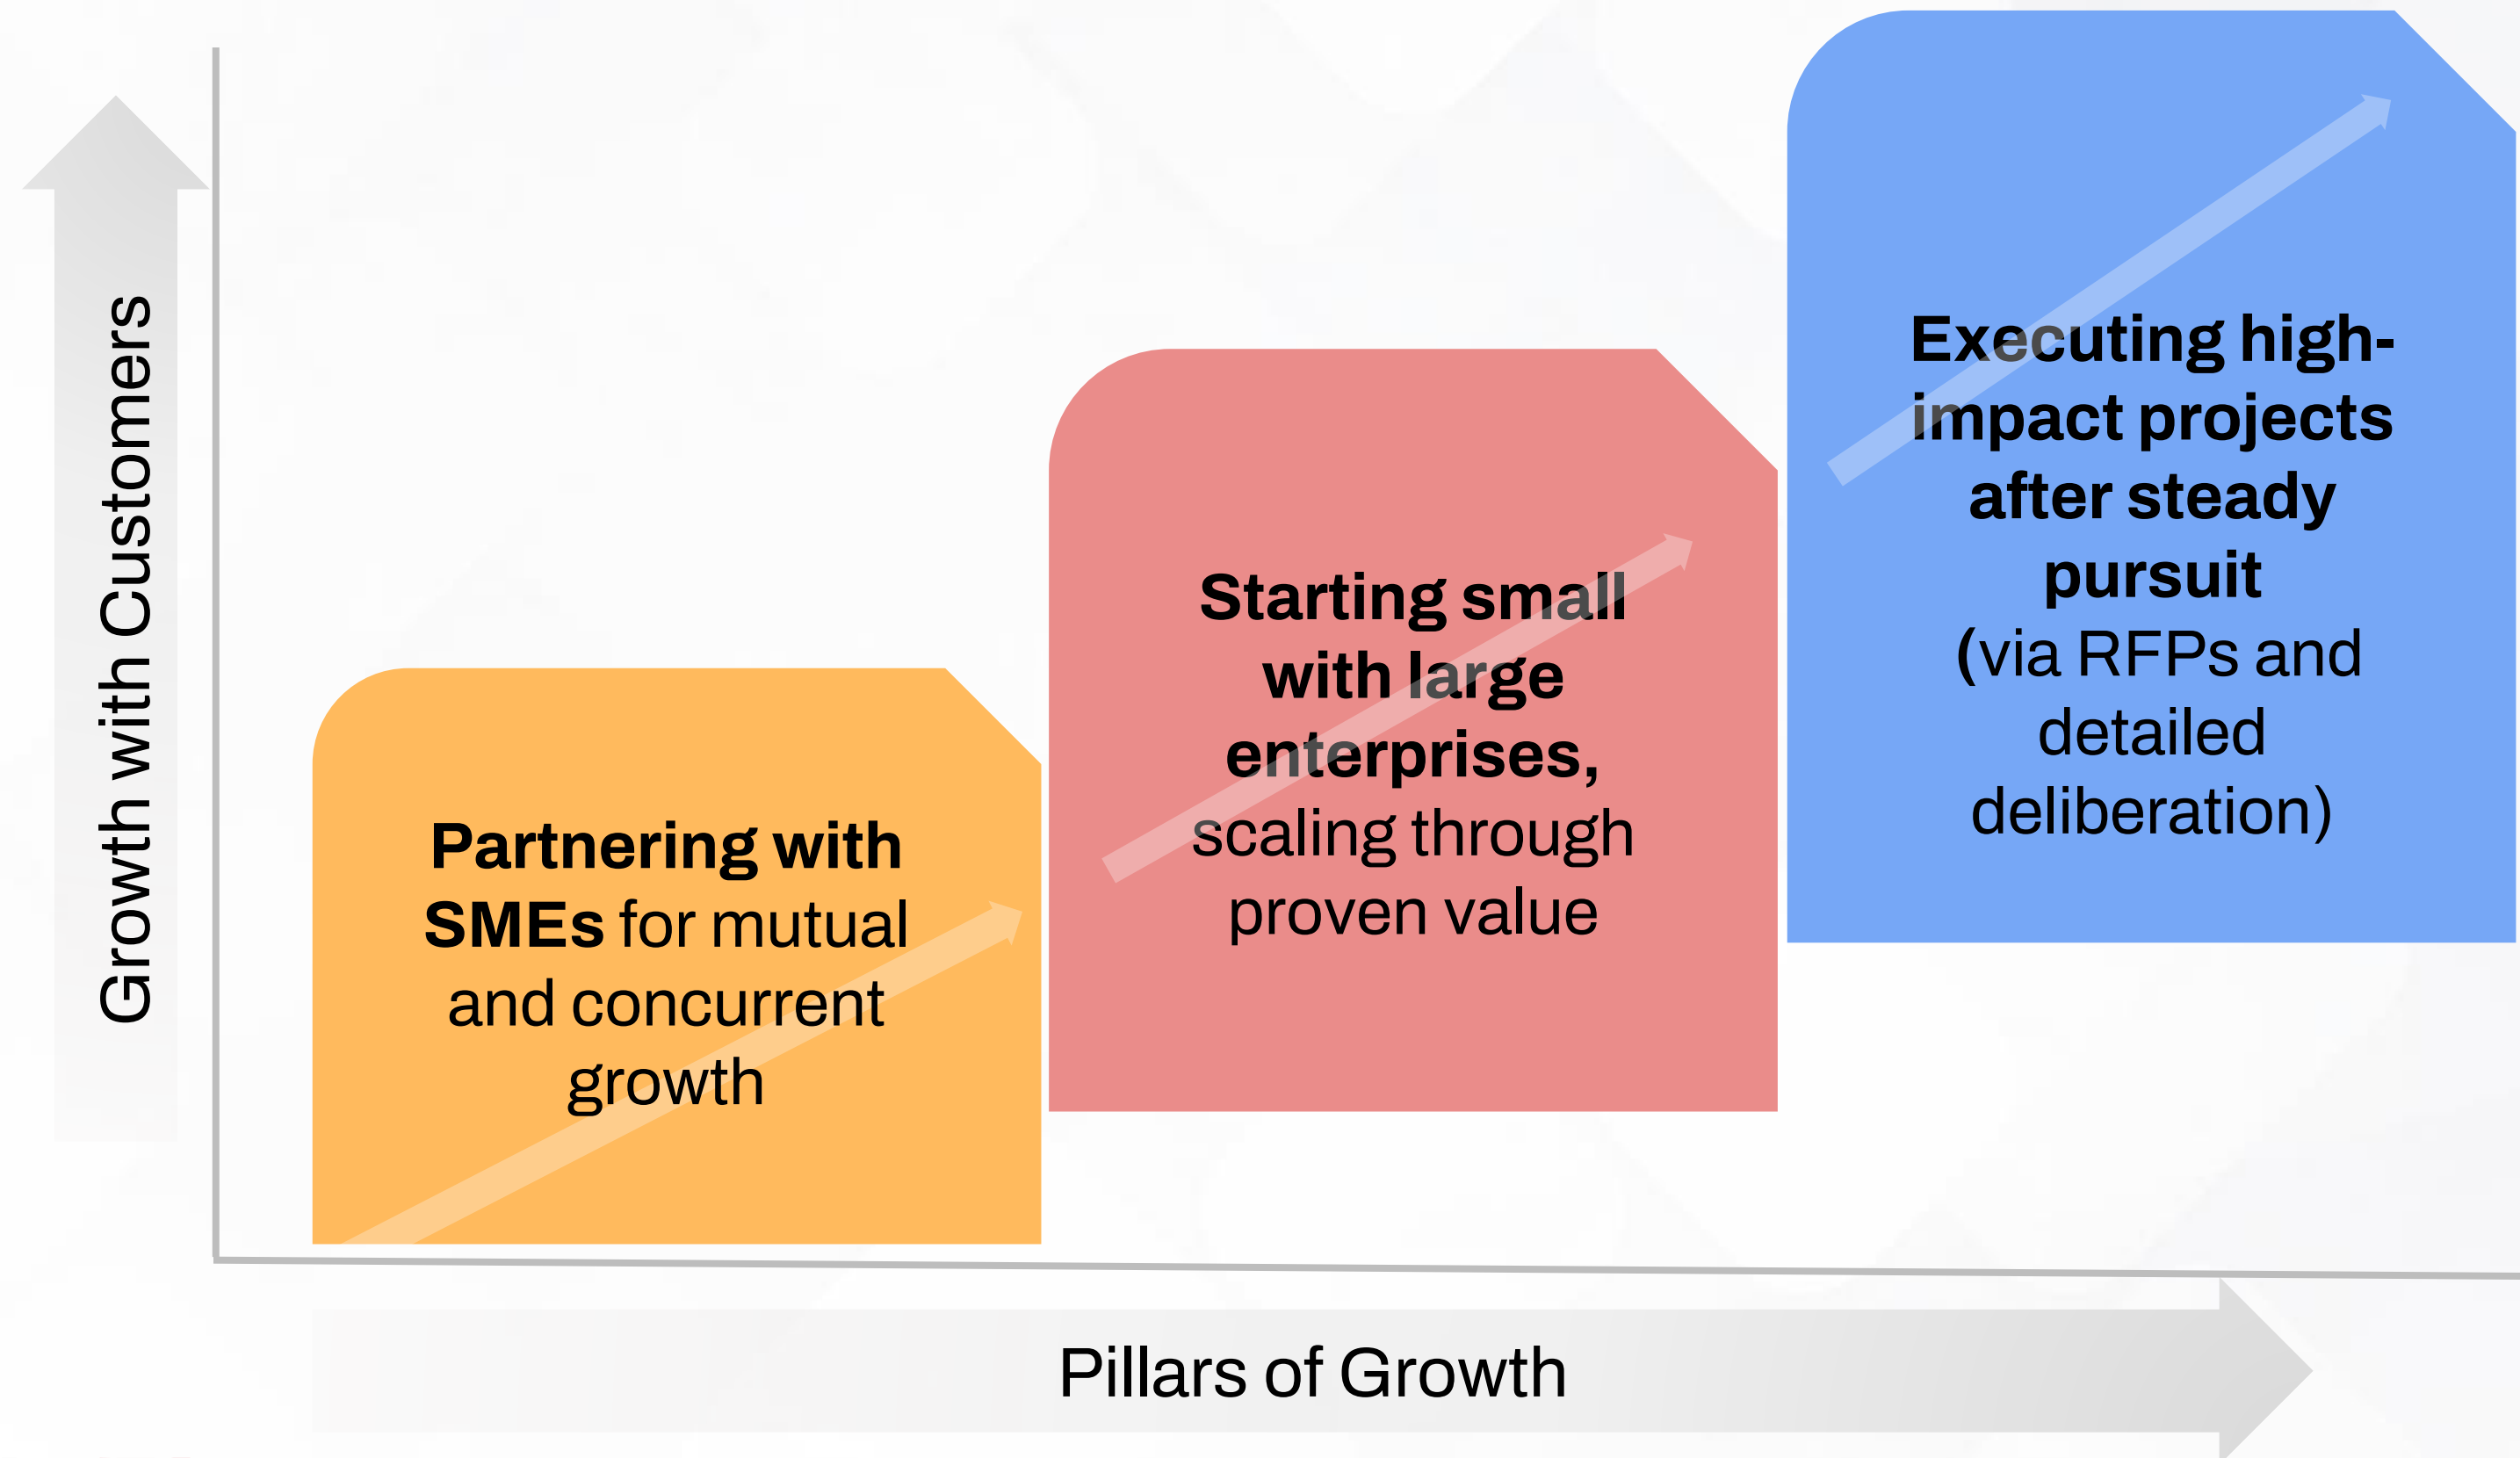 Growth with Customers
Partnering with
SMEs for mutual
and concurrent
growth
Starting small
with large
enterprises,
scaling through
proven value
Executing high-
impact projects
after steady
pursuit
(via RFPs and
detailed
deliberation)
Pillars of Growth